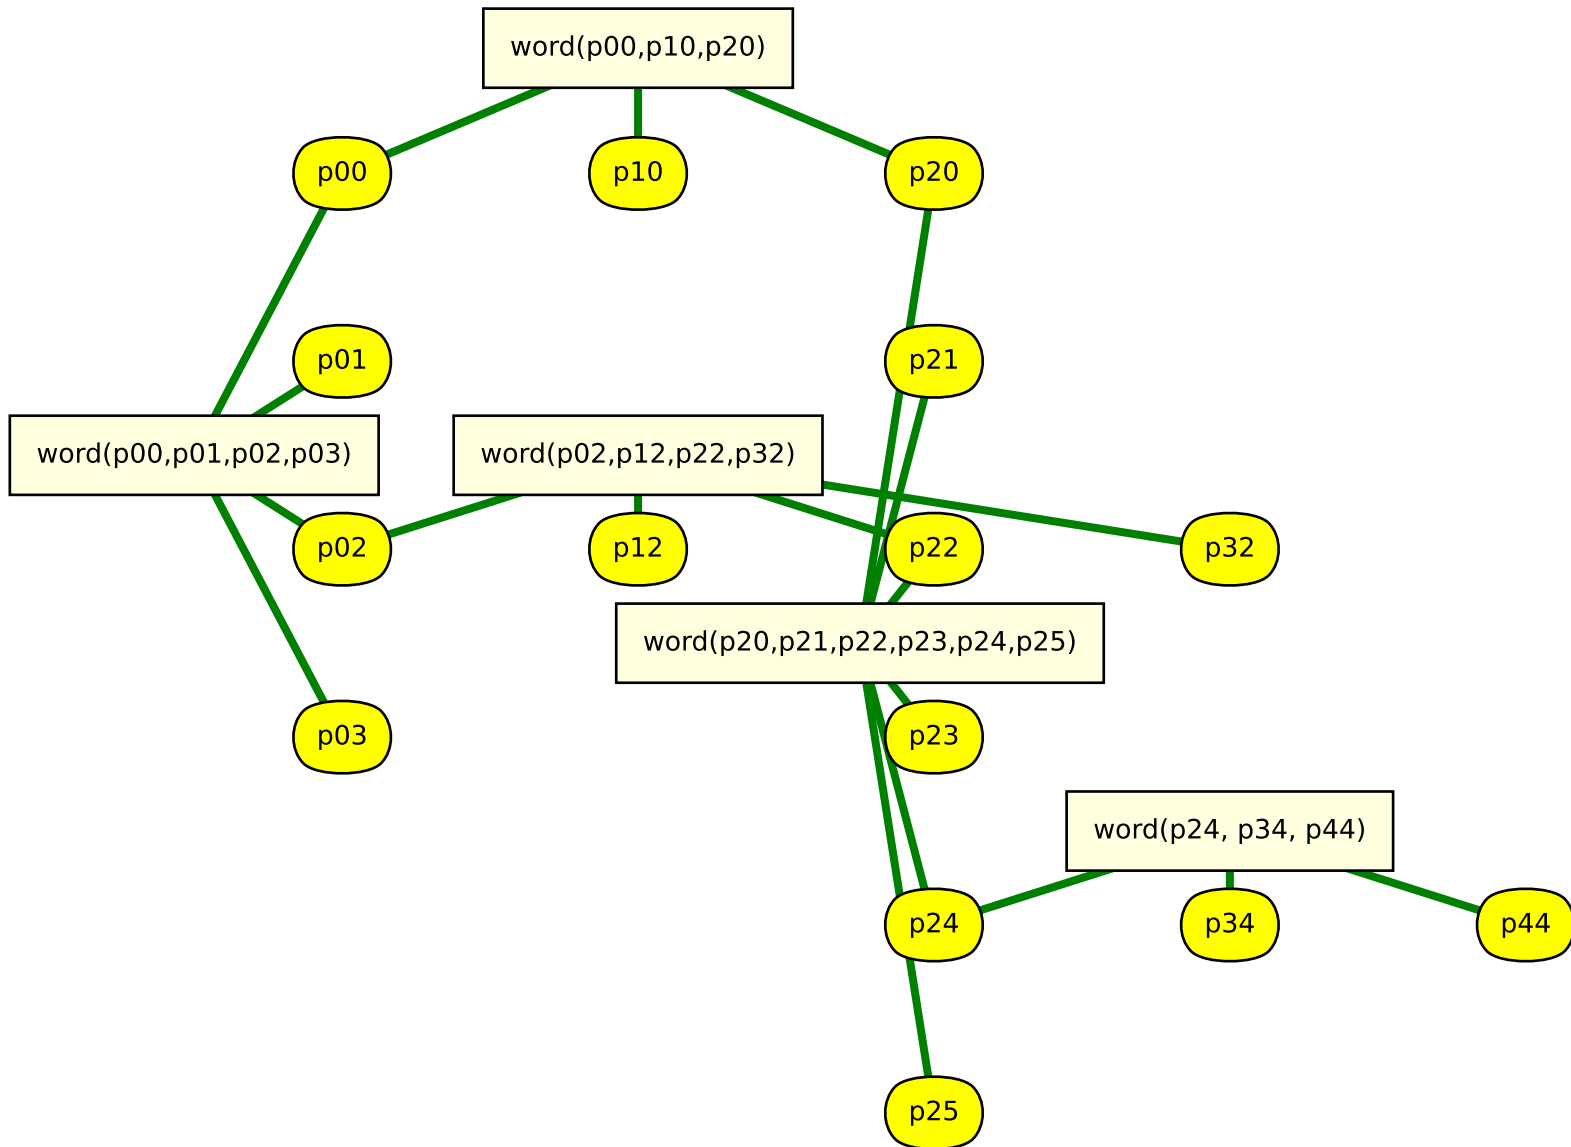 word(p00,p10,p20)
p00
p10
p20
p01
p21
word(p00,p01,p02,p03)
word(p02,p12,p22,p32)
p02
p12
p22
p32
word(p20,p21,p22,p23,p24,p25)
p03
p23
word(p24, p34, p44)
p24
p34
p44
p25